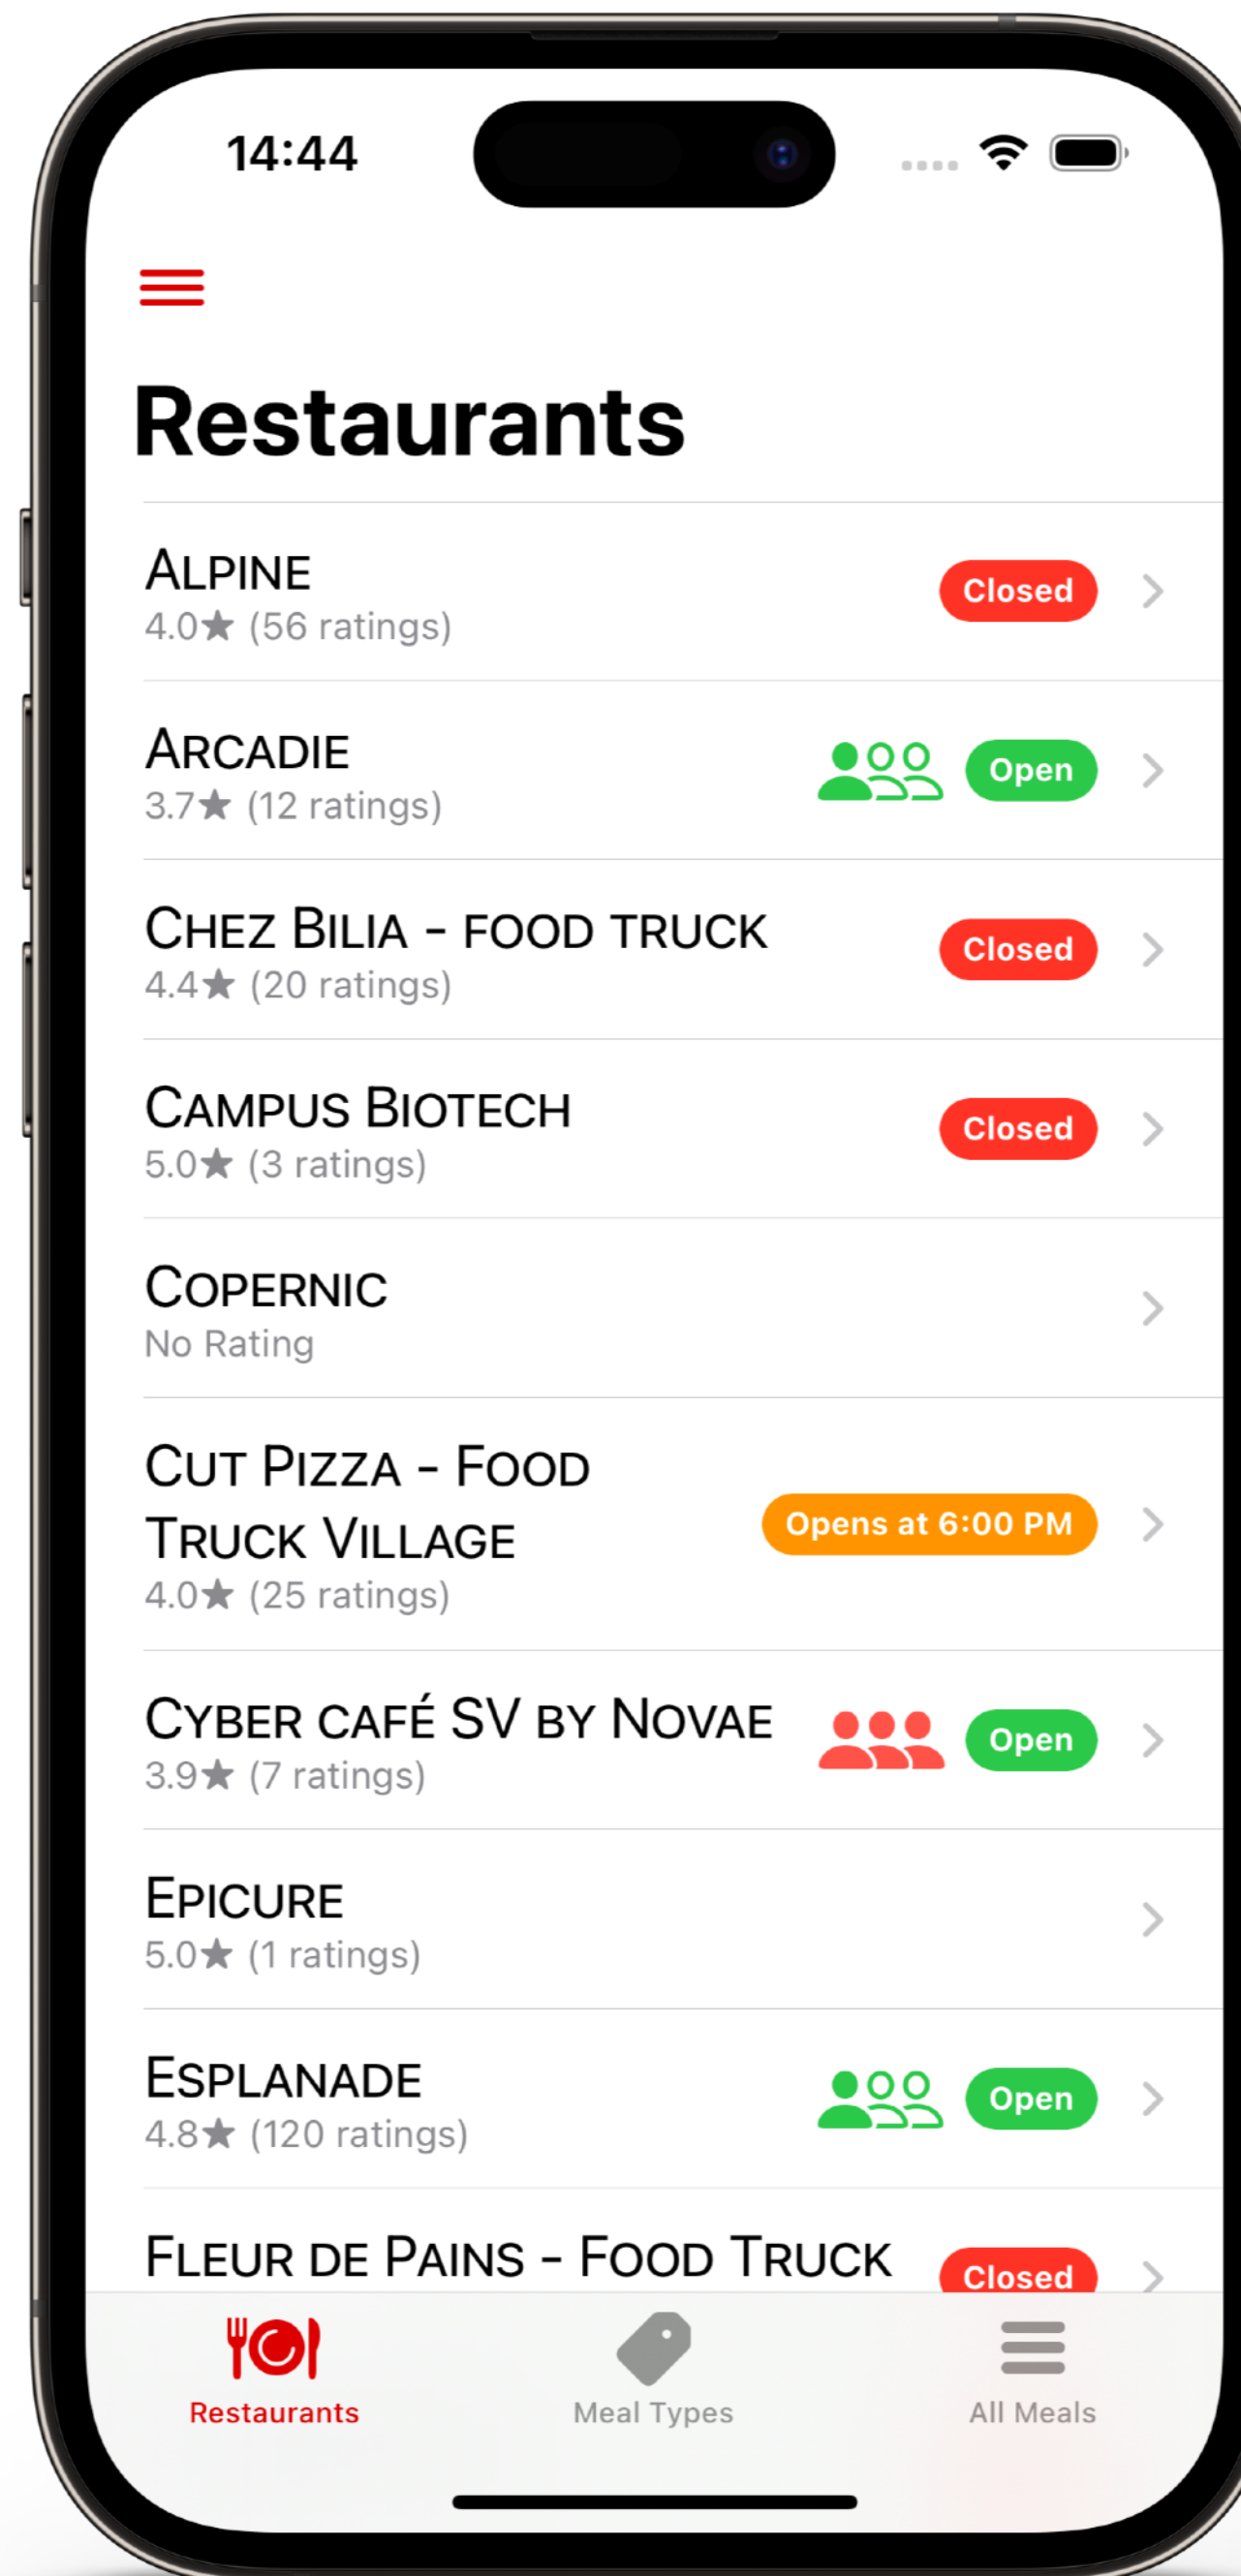 14:44
Restaurants
ALPINE
4.0★ (56 ratings)
Closed
ARCADIE
3.7★ (12 ratings)
Open
CHEZ BILIA - FOOD TRUCK
4.4★ (20 ratings)
Closed
CAMPUS BIOTECH
5.0★ (3 ratings)
Closed
COPERNIC
No Rating
CUT PIZZA - FOOD
TRUCK VILLAGE
4.0★ (25 ratings)
Opens at 6:00 PM
CYBER CAFÉ SV BY NOVAE
3.9★ (7 ratings)
Open
EPICURE
5.0★ (1 ratings)
ESPLANADE
4.8★ (120 ratings)
Open
FLEUR DE PAINS - FOOD TRUCK
Closed
Restaurants
Meal Types
All Meals